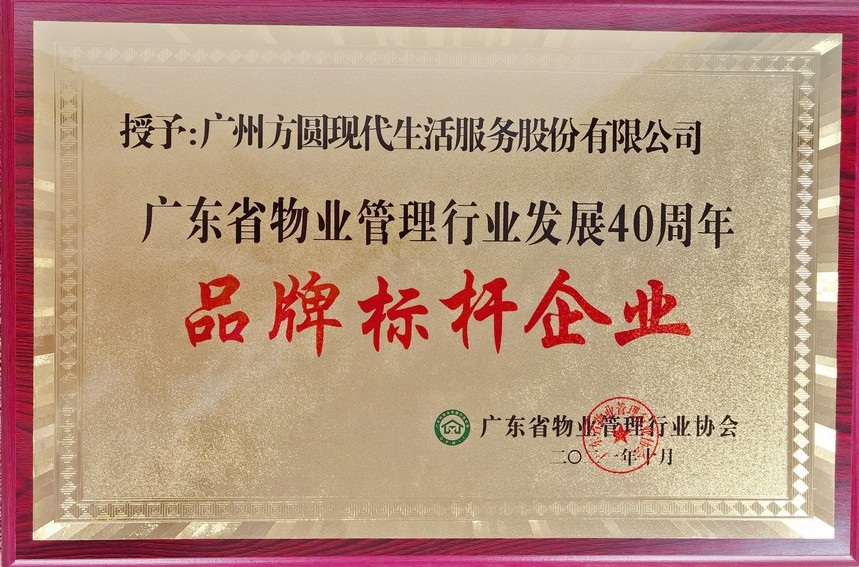 授予:广州方圆现代生活服务股份有限公司
广东省物业管理行业发展40周年
品牌标杆企业
广东省物业管理行业协会
二〇二一年十月